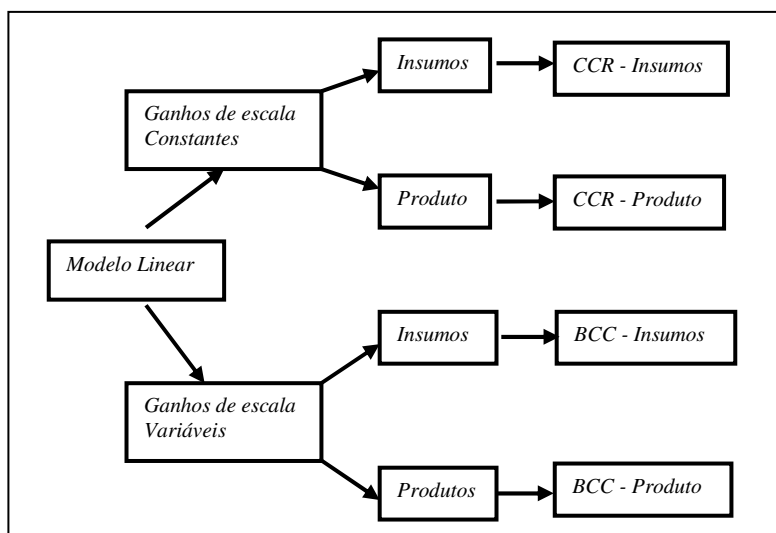 Insumos
CCR - Insumos
Ganhos de escala
Constantes
Produto
CCR - Produto
Modelo Linear
Insumos
BCC - Insumos
Ganhos de escala
Variáveis
Produtos
BCC - Produto